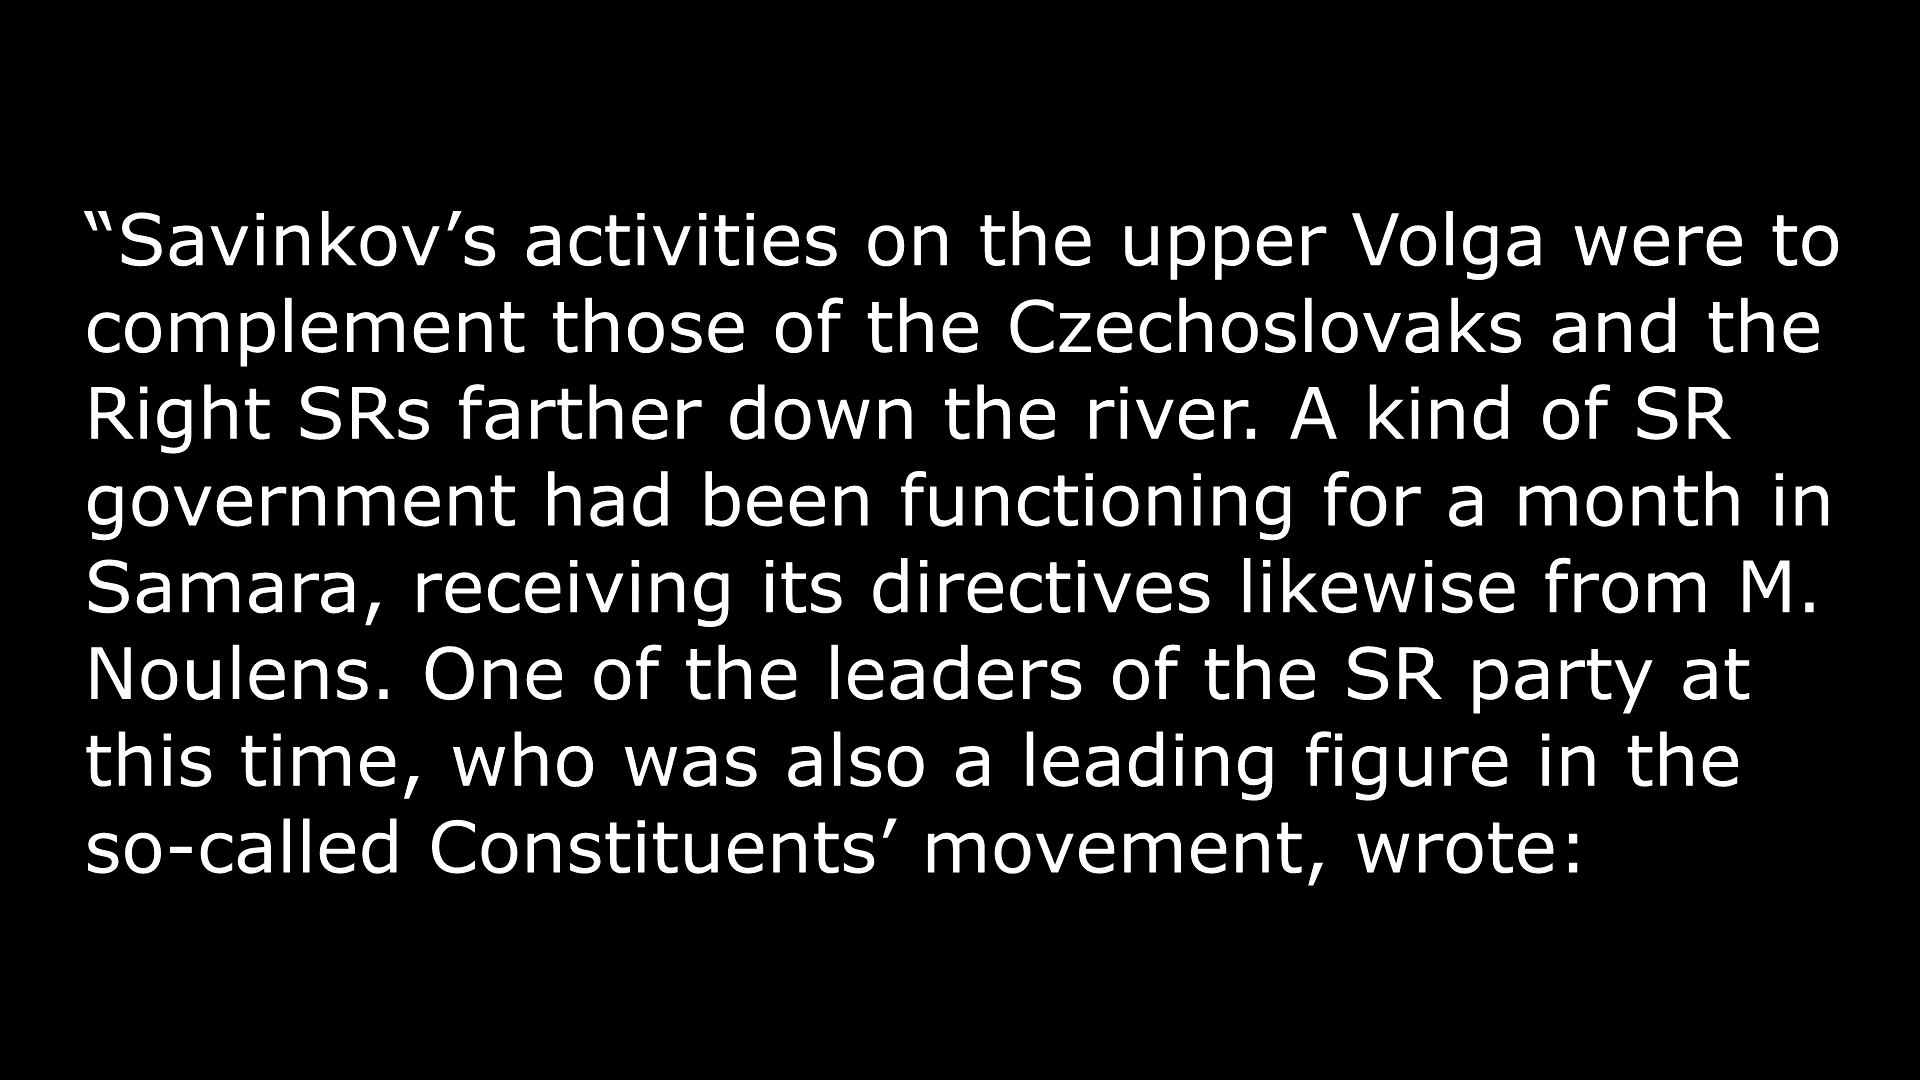 “Savinkov’s activities on the upper Volga were to
complement those of the Czechoslovaks and the
Right SRs farther down the river. A kind of SR
government had been functioning for a month in
Samara, receiving its directives likewise from M.
Noulens. One of the leaders of the SR party at
this time, who was also a leading figure in the
so-called Constituents’ movement, wrote: